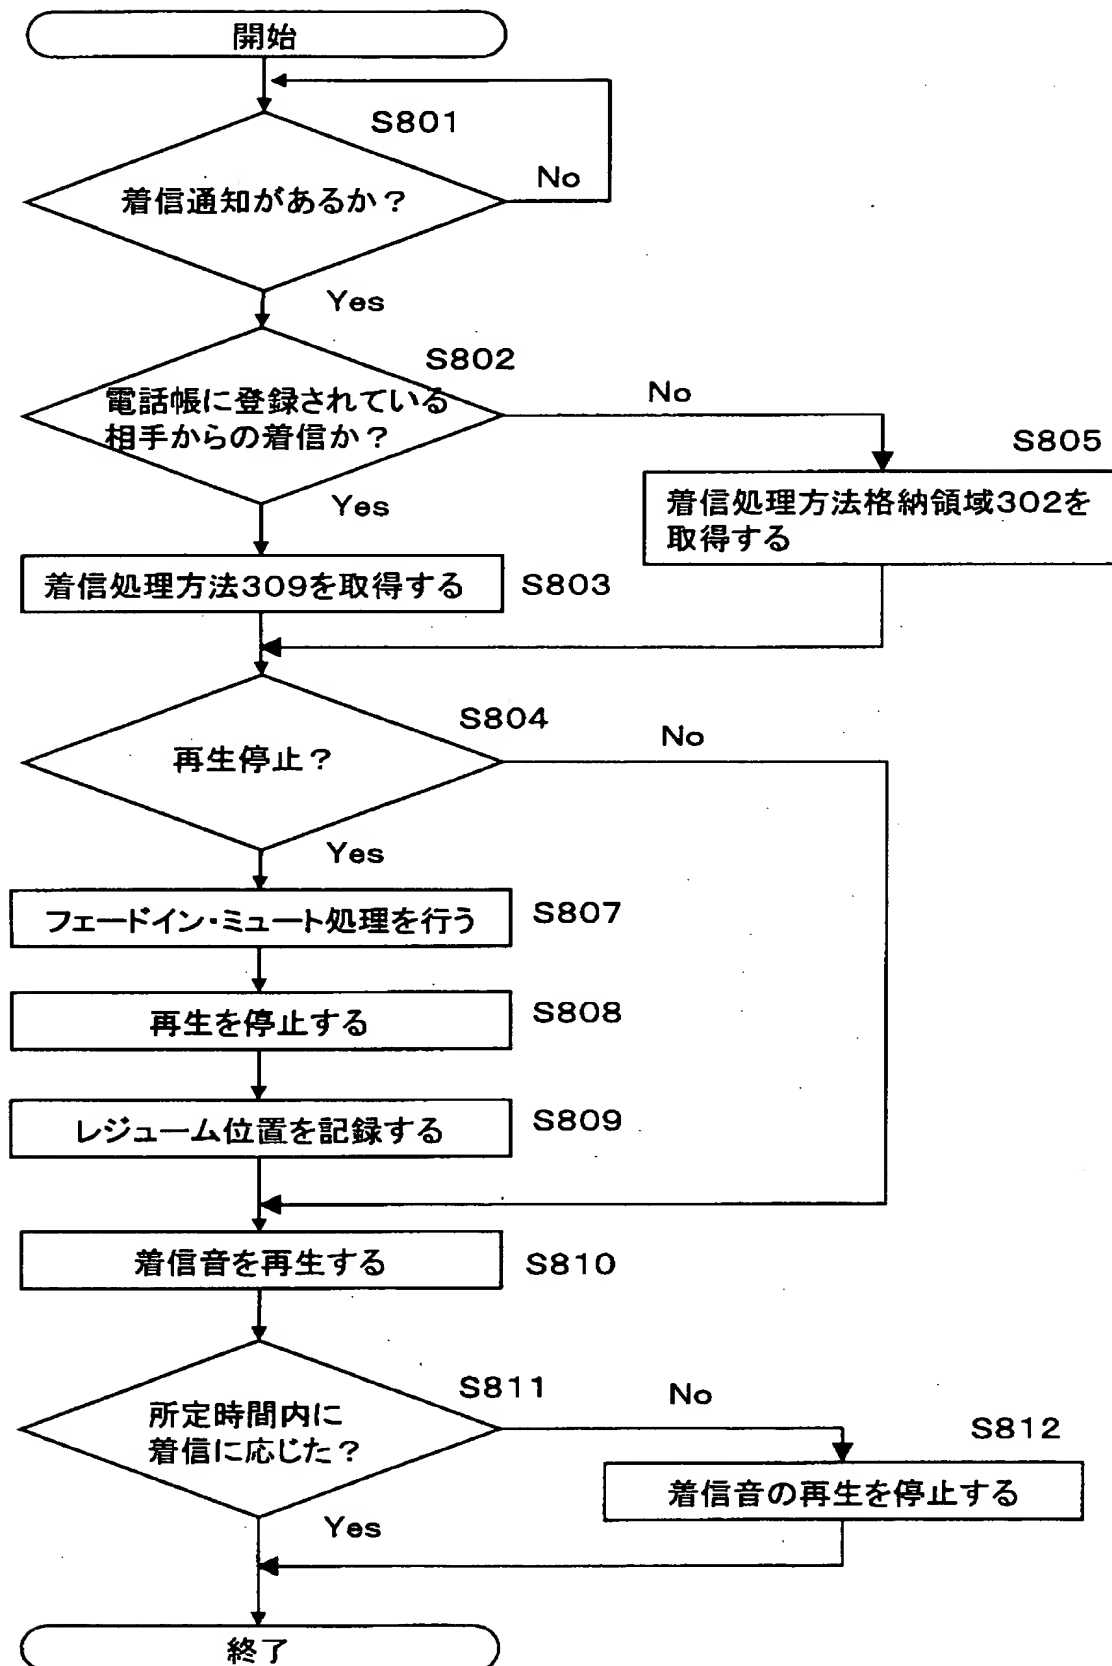 開始
S801
着信通知があるか？
No
Yes
S802
電話帳に登録されている
相手からの着信か？
No
Yes
S805
着信処理方法格納領域302を
取得する
着信処理方法309を取得する
S803
S804
再生停止？
No
Yes
フェードイン・ミュート処理を行う
S807
再生を停止する
S808
レジューム位置を記録する
S809
着信音を再生する
S810
S811
所定時間内に
着信に応じた？
No
Yes
S812
着信音の再生を停止する
終了